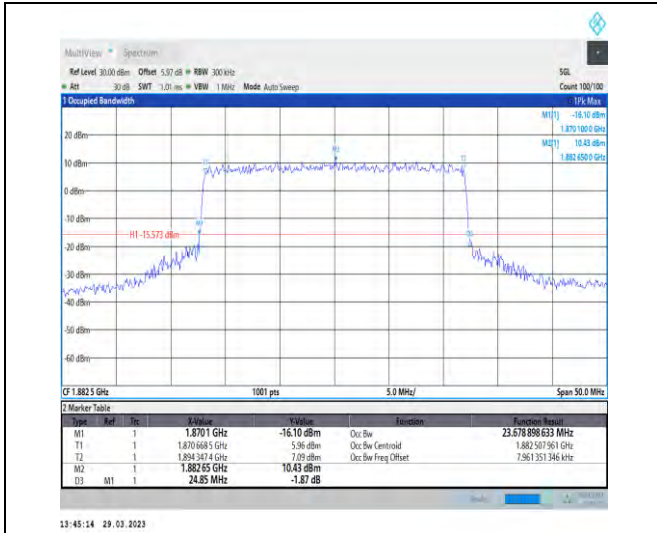 MultiView Spectrum
Ref Level 30.00 dBm Offset 5.97 dB RBW 300 kHz SGL
Att 30 dB SWT 1.01 ms VBW 1 MHz Mode Auto Sweep Count 100/100
1 Occupied Bandwidth 1Pk Max
M1[1] -16.10 dBm
1.870 100 0 GHz
M2[1] 10.43 dBm
1.882 650 0 GHz
20 dBm
M2
T1 T2
10 dBm
0 dBm
-10 dBm
M1
H1 -15.573 dBm
D3
-20 dBm
-30 dBm
-40 dBm
-50 dBm
-60 dBm
CF 1.882 5 GHz 1001 pts 5.0 MHz/ Span 50.0 MHz
2 Marker Table
Type Ref Trc X-Value Y-Value Function Function Result
M1 1 1.8701 GHz -16.10 dBm Occ Bw 23.678 898 633 MHz
T1 1 1.870 668 5 GHz 5.96 dBm Occ Bw Centroid 1.882 507 961 GHz
T2 1 1.894 347 4 GHz 7.09 dBm Occ Bw Freq Offset 7.961 351 346 kHz
M2 1 1.882 65 GHz 10.43 dBm
D3 M1 1 24.85 MHz -1.87 dB
13:45:14 29.03.2023